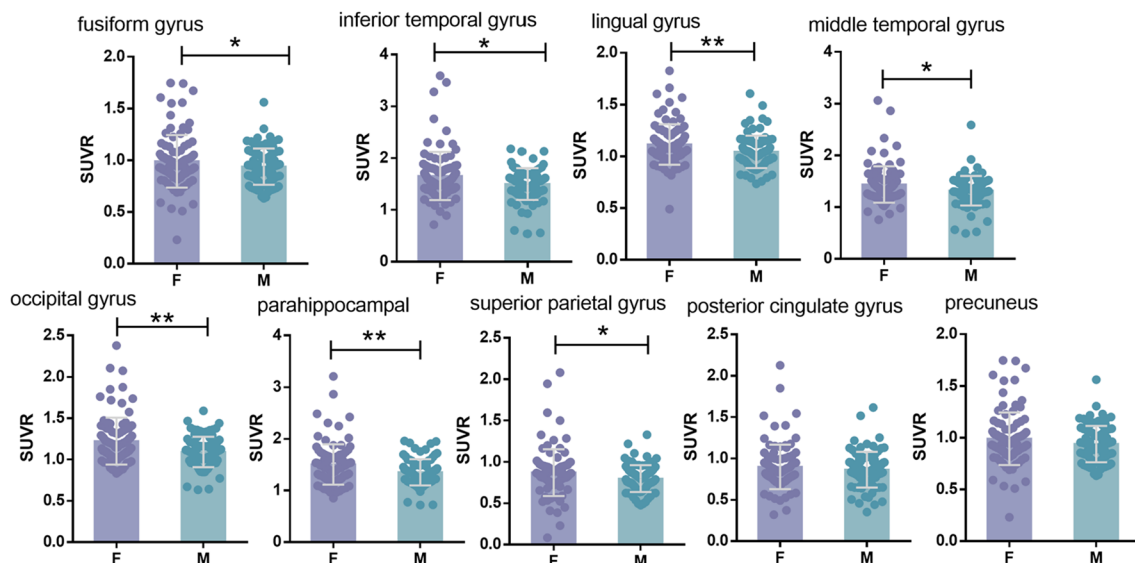 fusiform gyrus
*
2.0
1.5
1.0
0.5
0.0
SUVR
F M
inferior temporal gyrus
*
4
3
2
1
0
SUVR
F M
lingual gyrus
**
2.0
1.5
1.0
0.5
0.0
SUVR
F M
middle temporal gyrus
*
4
3
2
1
0
SUVR
F M
occipital gyrus
**
2.5
2.0
1.5
1.0
0.5
0.0
SUVR
F M
parahippocampal
**
4
3
2
1
0
SUVR
F M
superior parietal gyrus
*
2.5
2.0
1.5
1.0
0.5
0.0
SUVR
F M
posterior cingulate gyrus
2.5
2.0
1.5
1.0
0.5
0.0
SUVR
F M
precuneus
2.0
1.5
1.0
0.5
0.0
SUVR
F M